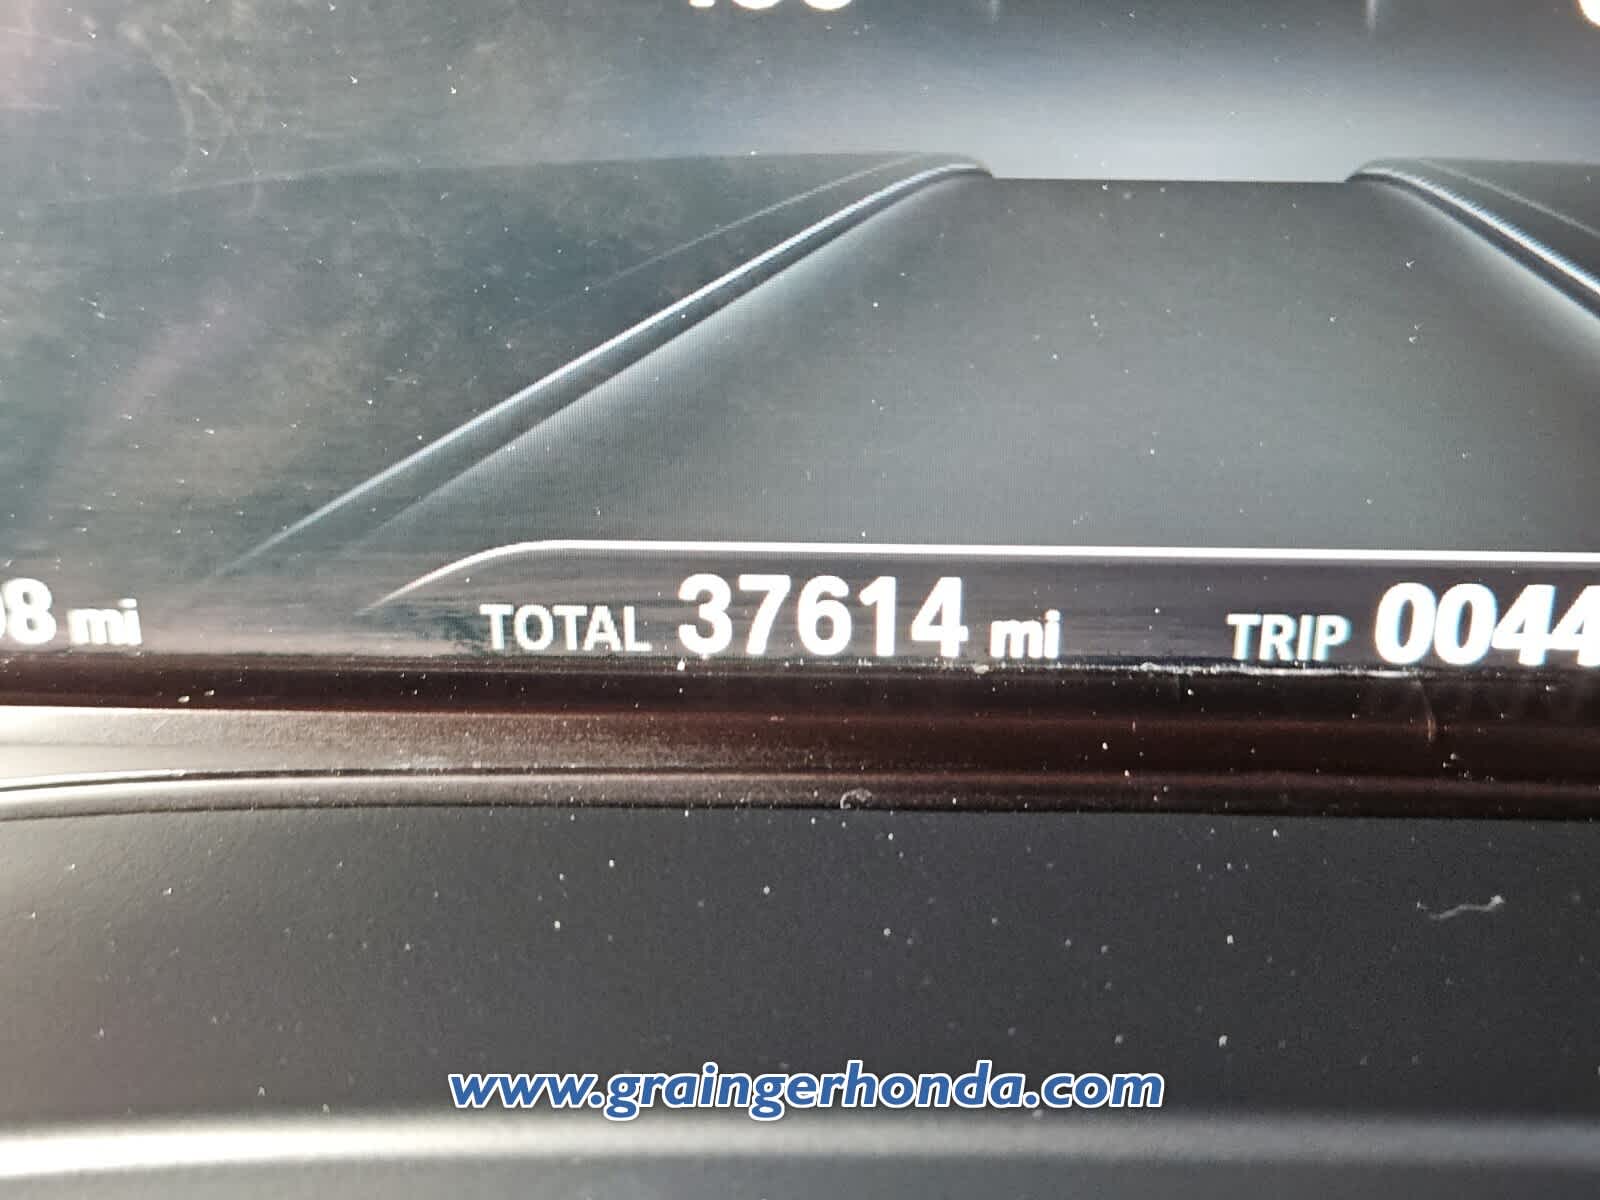 8 mi TOTAL 37614 mi TRIP 0044
www.graingerhonda.com